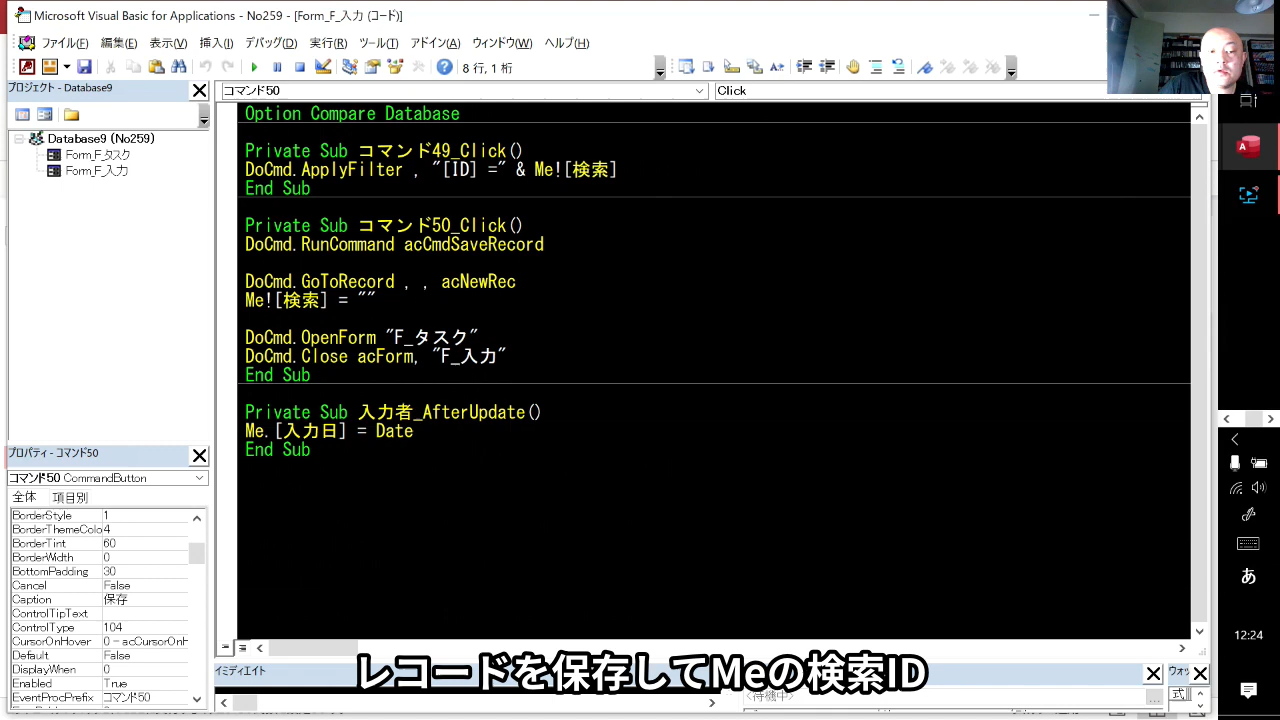 Microsoft Visual Basic for Applications - No259 - [Form_F_入力 (コード)]
ファイル(F) 編集(E) 表示(V) 挿入(I) デバッグ(D) 実行(R) ツール(T) アドイン(A) ウィンドウ(W) ヘルプ(H)
8 行, 1 桁
プロジェクト - Database9
コマンド50
Click
Database9 (No259)
Form_F_タスク
Form_F_入力
Option Compare Database
Private Sub コマンド49_Click()
DoCmd.ApplyFilter , "[ID] =" & Me![検索]
End Sub
Private Sub コマンド50_Click()
DoCmd.RunCommand acCmdSaveRecord
DoCmd.GoToRecord , , acNewRec
Me![検索] = ""
DoCmd.OpenForm "F_タスク"
DoCmd.Close acForm, "F_入力"
End Sub
Private Sub 入力者_AfterUpdate()
Me.[入力日] = Date
End Sub
プロパティ - コマンド50
コマンド50 CommandButton
全体 項目別
BorderStyle 1
BorderThemeColo 4
BorderTint 60
BorderWidth 0
BottomPadding 30
Cancel False
Caption 保存
ControlTipText
ControlType 104
CursorOnHover 0 - acCursorOnH
Default False
DisplayWhen 0
Enabled True
EventProcPrefix コマンド50
イミディエイト
ウォッ
式
<待機中>
レコードを保存してMeの検索ID
あ
12:24